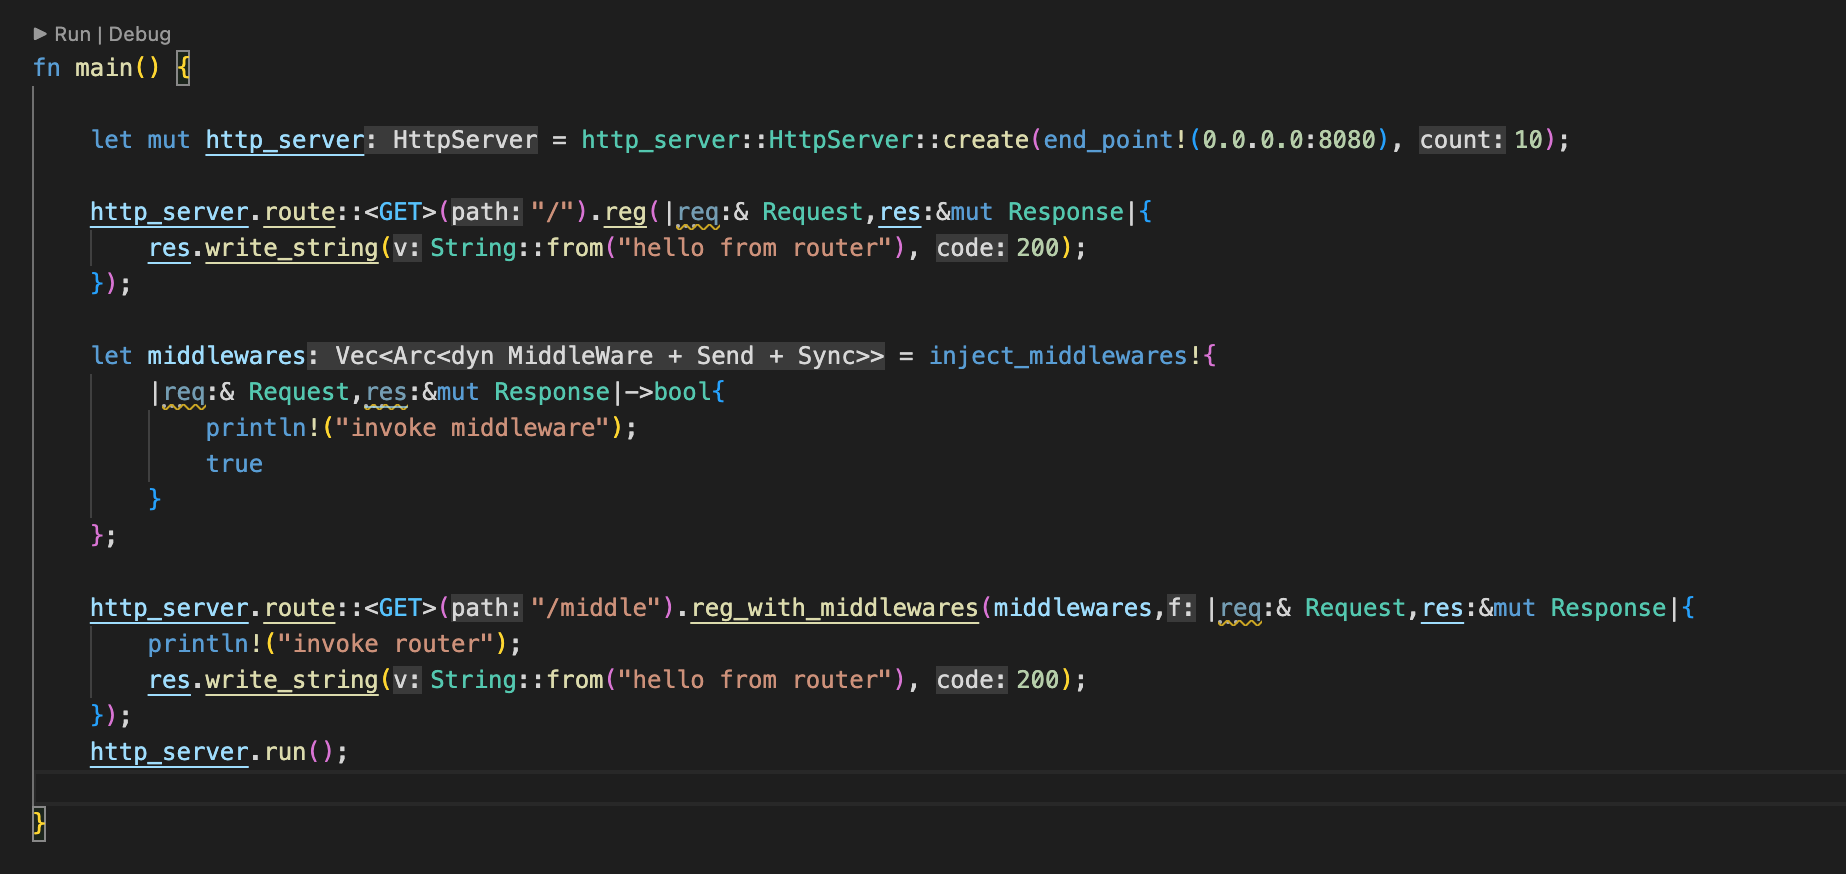 Run | Debug
fn main() {
let mut http_server: HttpServer = http_server::HttpServer::create(end_point!(0.0.0.0:8080), count: 10);
http_server.route::<GET>(path: "/").reg(|req:& Request,res:&mut Response|{
res.write_string(v: String::from("hello from router"), code: 200);
});
let middlewares: Vec<Arc<dyn MiddleWare + Send + Sync>> = inject_middlewares!{
|req:& Request,res:&mut Response|->bool{
println!("invoke middleware");
true
}
};
http_server.route::<GET>(path: "/middle").reg_with_middlewares(middlewares,f: |req:& Request,res:&mut Response|{
println!("invoke router");
res.write_string(v: String::from("hello from router"), code: 200);
});
http_server.run();
}